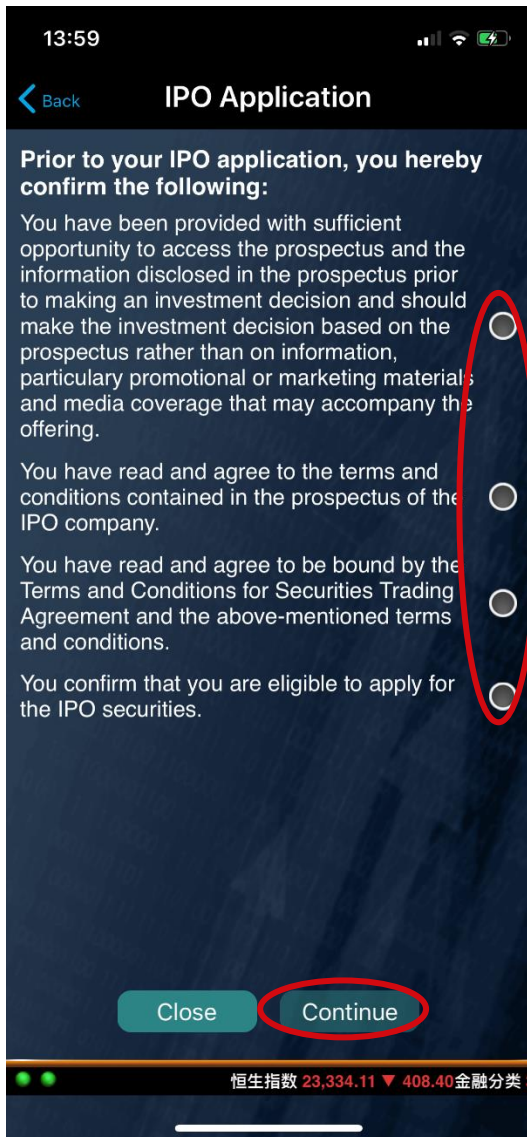 13:59
Back IPO Application
Prior to your IPO application, you hereby
confirm the following:
You have been provided with sufficient
opportunity to access the prospectus and the
information disclosed in the prospectus prior
to making an investment decision and should
make the investment decision based on the
prospectus rather than on information,
particulary promotional or marketing materials
and media coverage that may accompany the
offering.
You have read and agree to the terms and
conditions contained in the prospectus of the
IPO company.
You have read and agree to be bound by the
Terms and Conditions for Securities Trading
Agreement and the above-mentioned terms
and conditions.
You confirm that you are eligible to apply for
the IPO securities.
Close Continue
恒生指数 23,334.11 ▼ 408.40金融分类